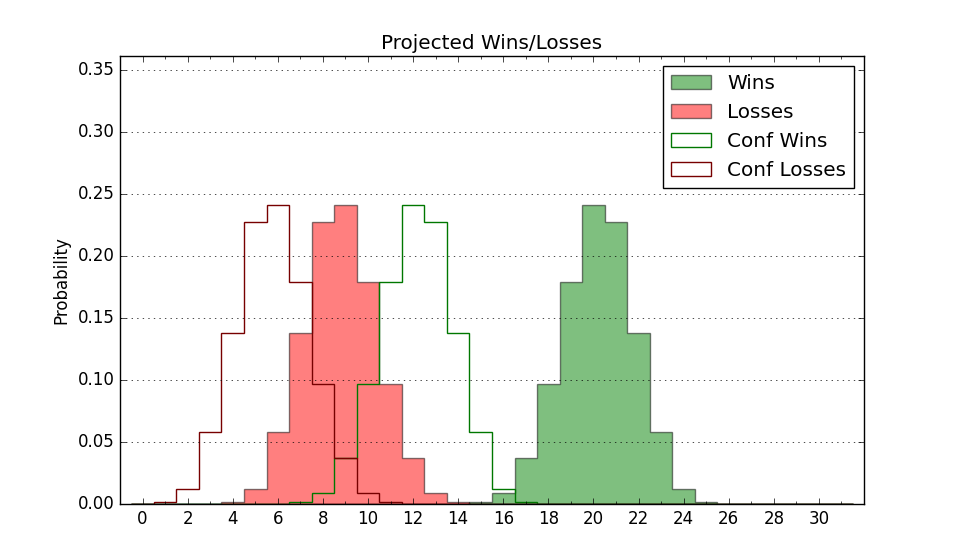 Projected Wins/Losses
Wins
Losses
Conf Wins
Conf Losses
Probability
0.35
0.30
0.25
0.20
0.15
0.10
0.05
0.00
0 2 4 6 8 10 12 14 16 18 20 22 24 26 28 30